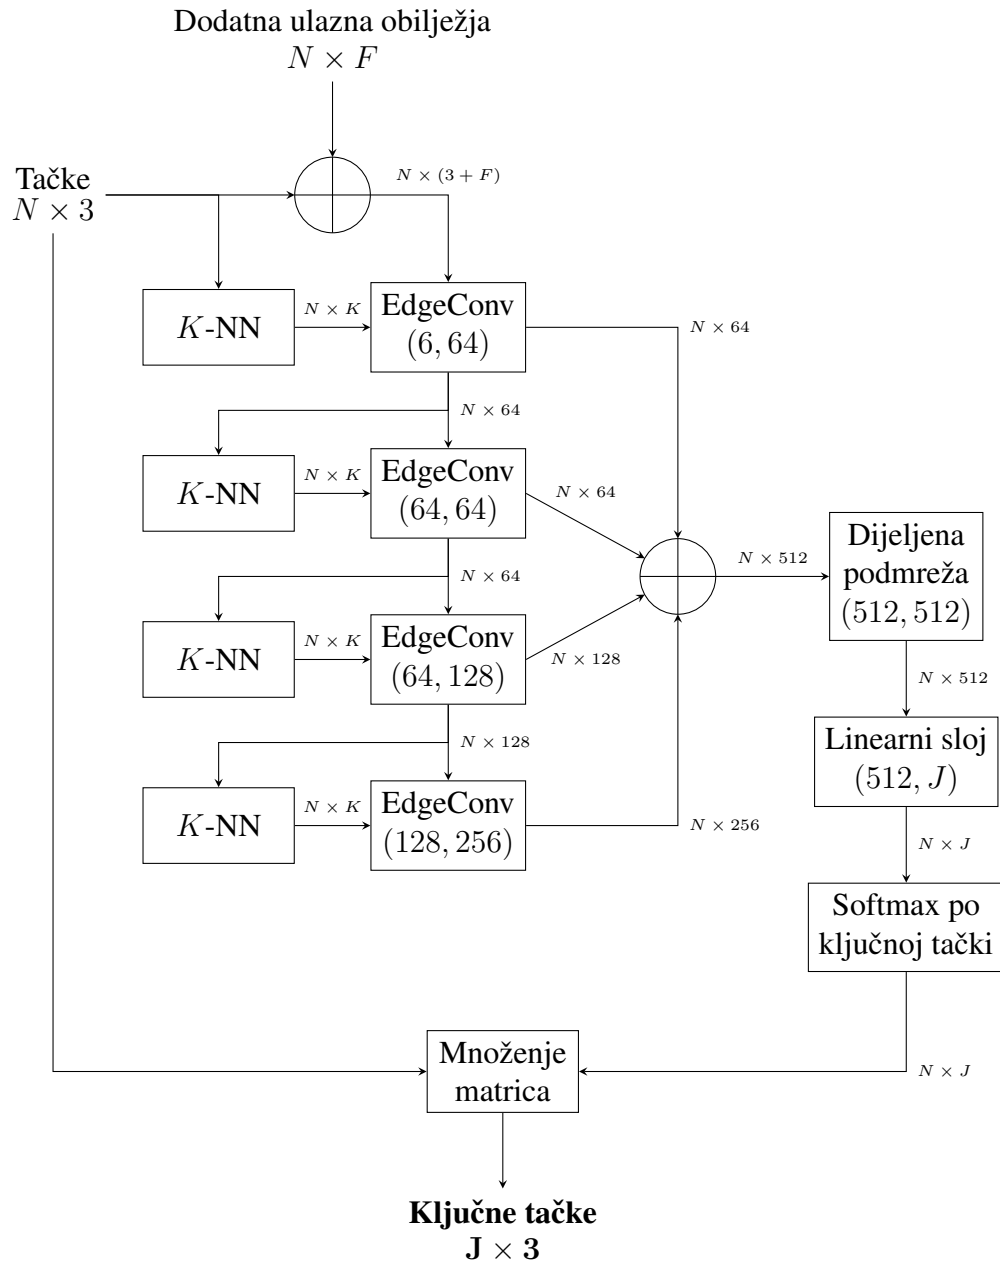 Dodatna ulazna obilježja
N × F
N × (3 + F)
Tačke
N × 3
K-NN
N × K
EdgeConv
(6, 64)
N × 64
N × 64
K-NN
N × K
EdgeConv
(64, 64)
N × 64
N × 64
K-NN
N × K
EdgeConv
(64, 128)
N × 128
N × 128
K-NN
N × K
EdgeConv
(128, 256)
N × 256
N × 512
Dijeljena
podmreža
(512, 512)
N × 512
Linearni sloj
(512, J)
N × J
Softmax po
ključnoj tački
N × J
Množenje
matrica
Ključne tačke
J × 3